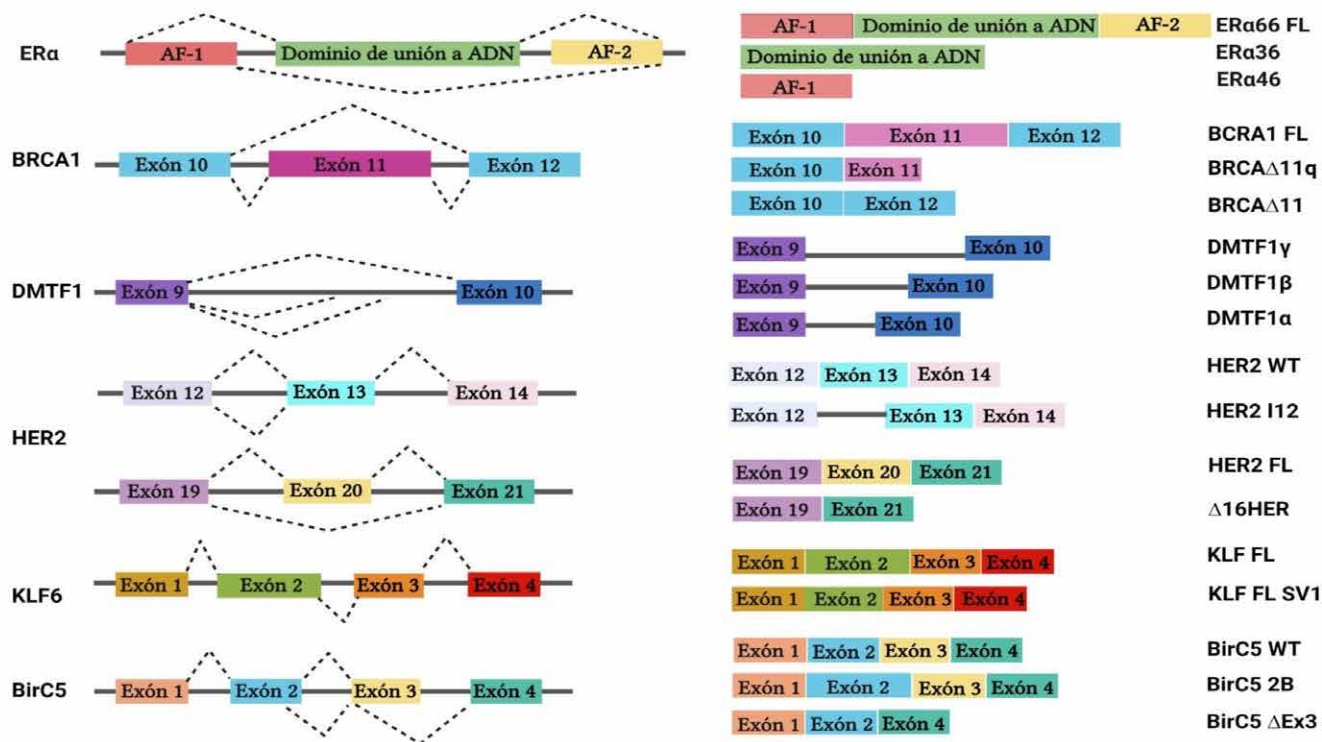 ERα AF-1 Dominio de unión a ADN AF-2
AF-1 Dominio de unión a ADN AF-2 ERα66 FL
Dominio de unión a ADN ERα36
AF-1 ERα46
BRCA1 Exón 10 Exón 11 Exón 12
Exón 10 Exón 11 Exón 12 BCRA1 FL
Exón 10 Exón 11 BRCAΔ11q
Exón 10 Exón 12 BRCAΔ11
DMTF1 Exón 9 Exón 10
Exón 9 Exón 10 DMTF1γ
Exón 9 Exón 10 DMTF1β
Exón 9 Exón 10 DMTF1α
HER2
Exón 12 Exón 13 Exón 14
Exón 12 Exón 13 Exón 14 HER2 WT
Exón 12 Exón 13 Exón 14 HER2 I12
Exón 19 Exón 20 Exón 21
Exón 19 Exón 20 Exón 21 HER2 FL
Exón 19 Exón 21 Δ16HER
KLF6 Exón 1 Exón 2 Exón 3 Exón 4
Exón 1 Exón 2 Exón 3 Exón 4 KLF FL
Exón 1 Exón 2 Exón 3 Exón 4 KLF FL SV1
BirC5 Exón 1 Exón 2 Exón 3 Exón 4
Exón 1 Exón 2 Exón 3 Exón 4 BirC5 WT
Exón 1 Exón 2 Exón 3 Exón 4 BirC5 2B
Exón 1 Exón 2 Exón 4 BirC5 ΔEx3